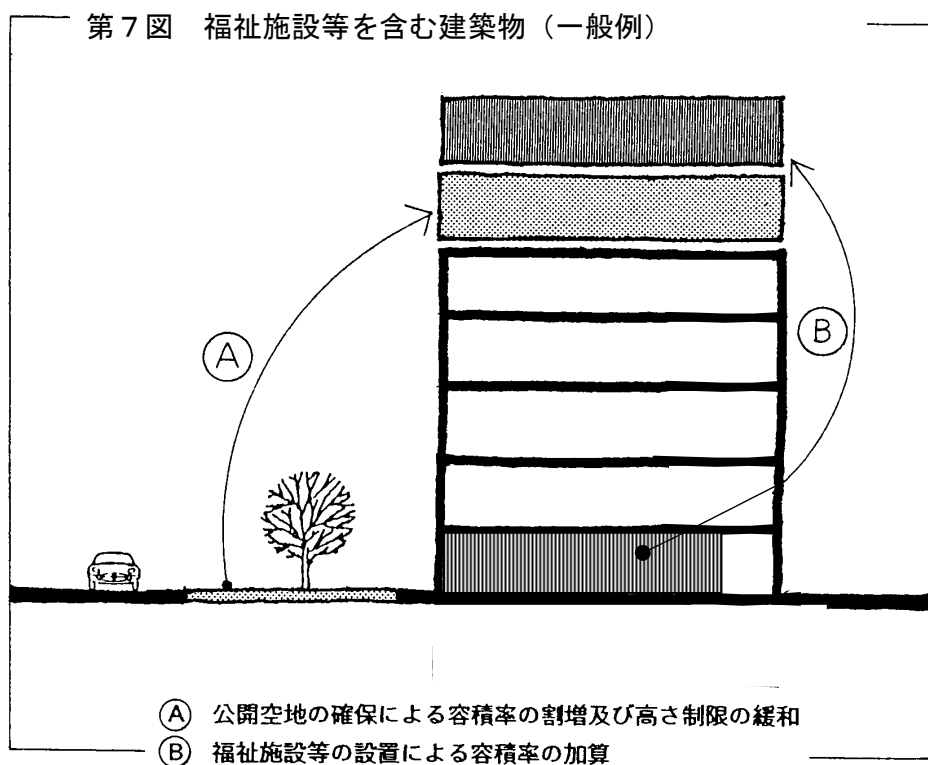 第7図 福祉施設等を含む建築物（一般例）
A
B
Ⓐ 公開空地の確保による容積率の割増及び高さ制限の緩和
Ⓑ 福祉施設等の設置による容積率の加算